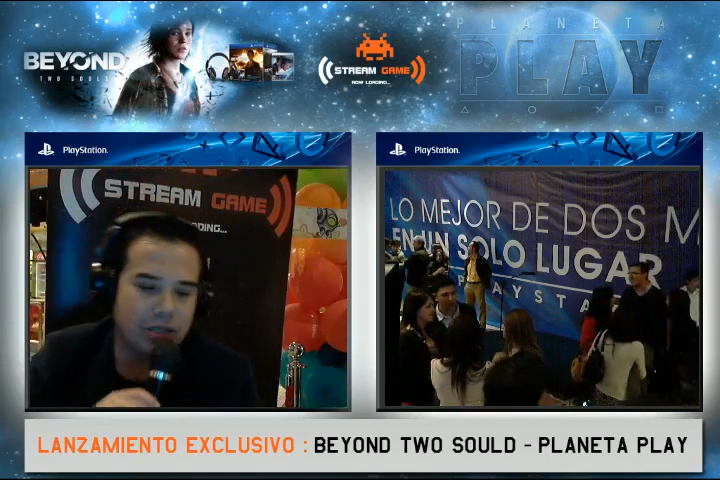 PLANETA
BEYOND
TWO SOULS
STREAM GAME
NOW LOADING...
PLAY
PlayStation.
PlayStation.
STREAM GAME
LO MEJOR DE DOS M
EN UN SOLO LUGAR
PLAYSTA
LANZAMIENTO EXCLUSIVO : BEYOND TWO SOULD - PLANETA PLAY